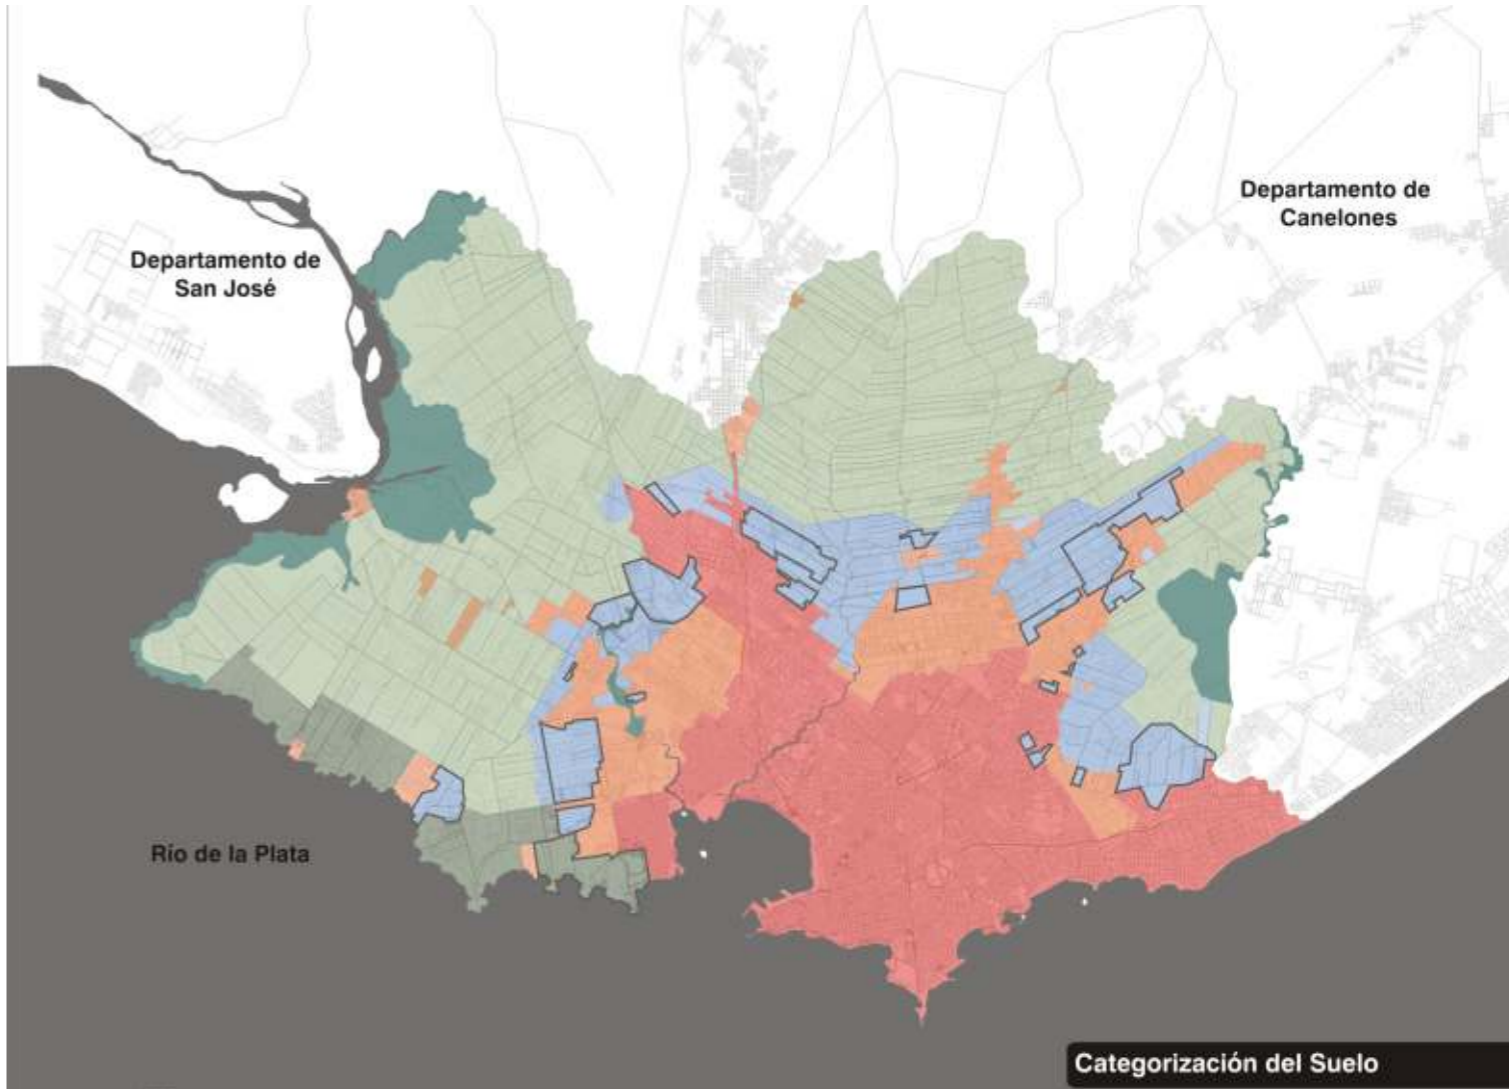 Departamento de
Canelones
Departamento de
San José
Río de la Plata
Categorización del Suelo